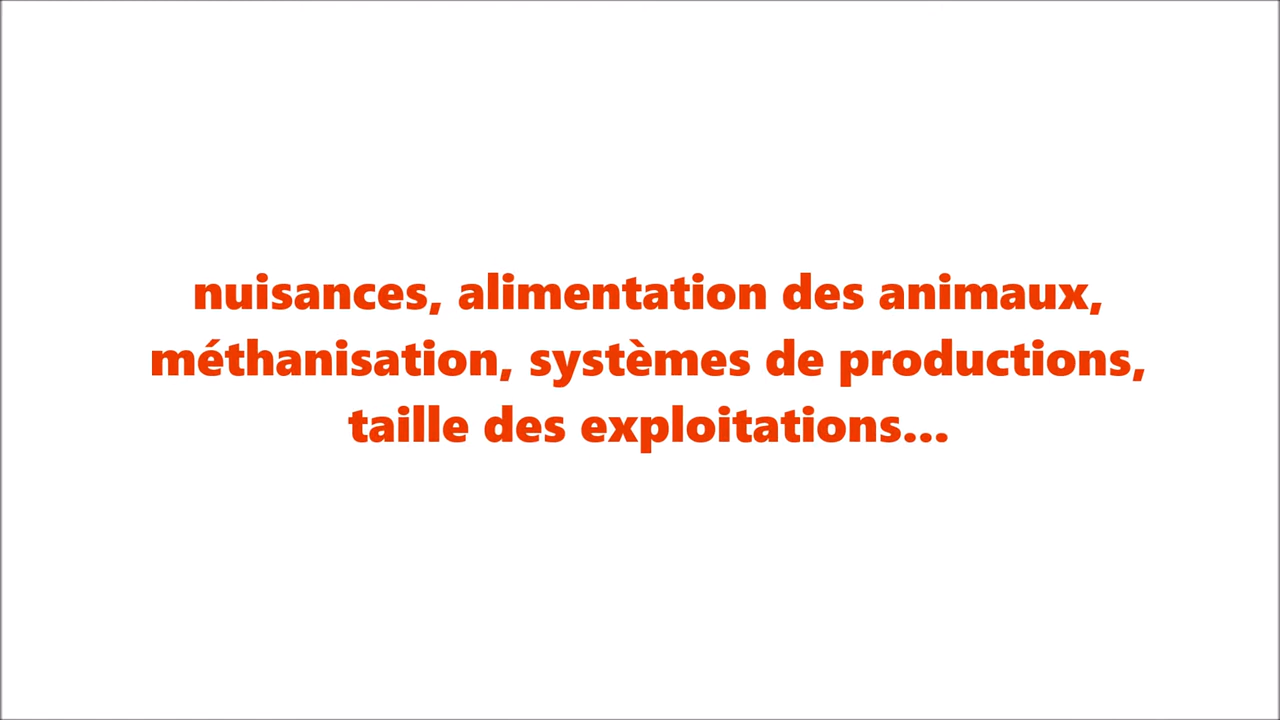 nuisances, alimentation des animaux,
méthanisation, systèmes de productions,
taille des exploitations...